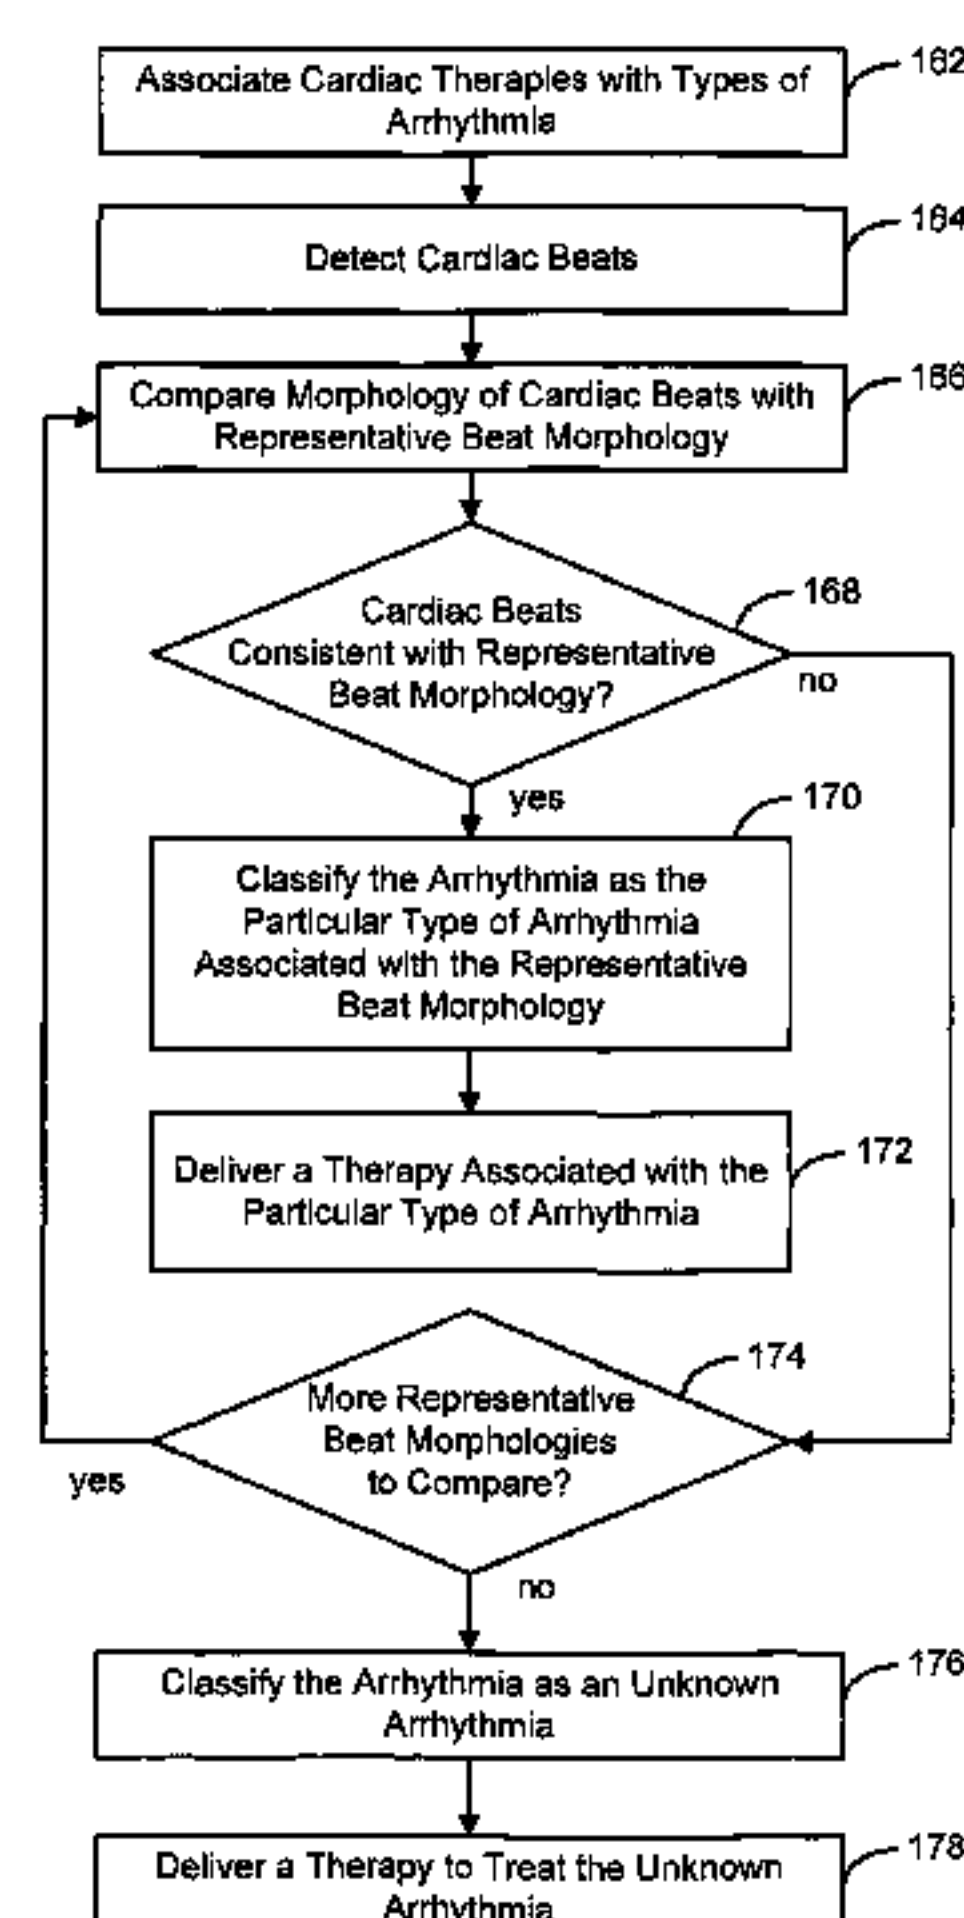 Associate Cardiac Therapies with Types of
Arrhythmia
162
Detect Cardiac Beats
164
Compare Morphology of Cardiac Beats with
Representative Beat Morphology
166
Cardiac Beats
Consistent with Representative
Beat Morphology?
168
no
yes
170
Classify the Arrhythmia as the
Particular Type of Arrhythmia
Associated with the Representative
Beat Morphology
Deliver a Therapy Associated with the
Particular Type of Arrhythmia
172
174
More Representative
Beat Morphologies
to Compare?
yes
no
Classify the Arrhythmia as an Unknown
Arrhythmia
176
Deliver a Therapy to Treat the Unknown
Arrhythmia
178